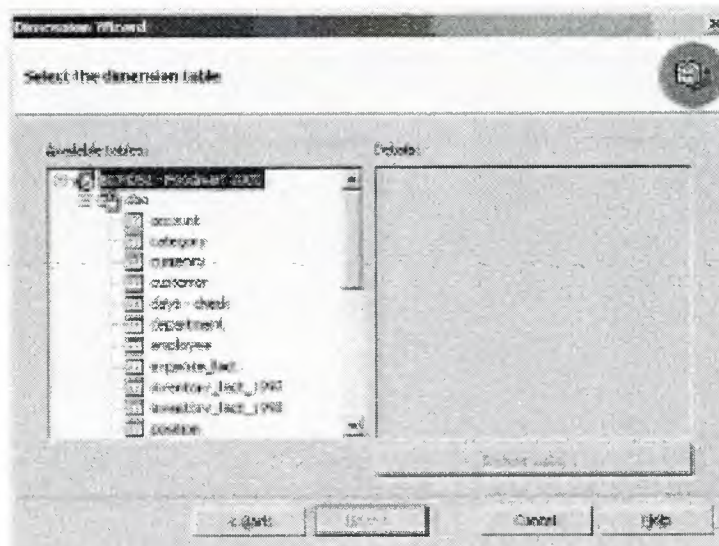 Dimension Wizard
Select the dimension table
Available tables:
Details:
dbo
account
category
currency
customer
days - check
department
employee
expense_fact
inventory_fact_1997
inventory_fact_1998
position
< Back
Cancel
Help